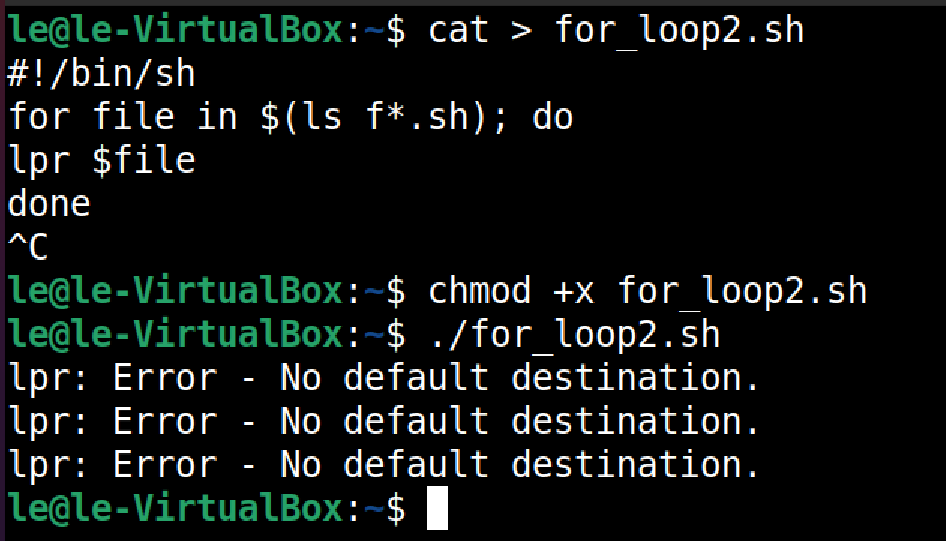 le@le-VirtualBox:~$ cat > for_loop2.sh
#!/bin/sh
for file in $(ls f*.sh); do
lpr $file
done
^C
le@le-VirtualBox:~$ chmod +x for_loop2.sh
le@le-VirtualBox:~$ ./for_loop2.sh
lpr: Error - No default destination.
lpr: Error - No default destination.
lpr: Error - No default destination.
le@le-VirtualBox:~$